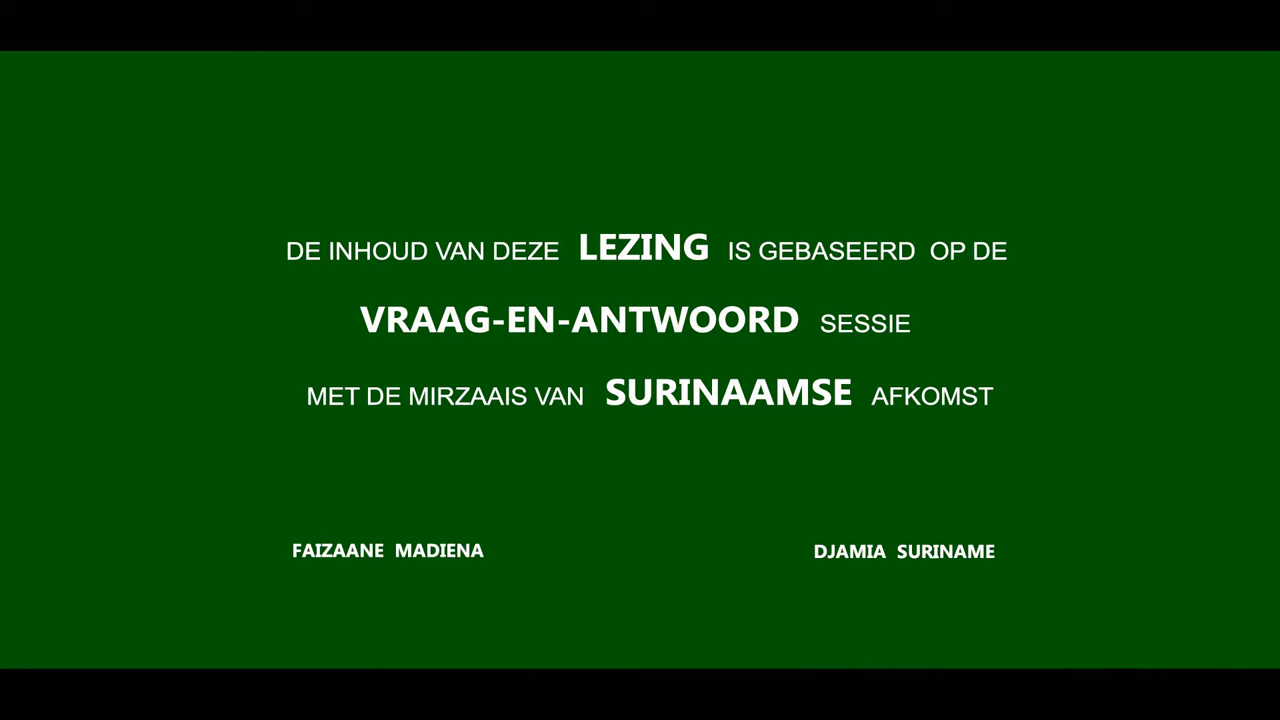 DE INHOUD VAN DEZE LEZING IS GEBASEERD OP DE
VRAAG-EN-ANTWOORD SESSIE
MET DE MIRZAAIS VAN SURINAAMSE AFKOMST
FAIZAANE MADIENA DJAMIA SURINAME